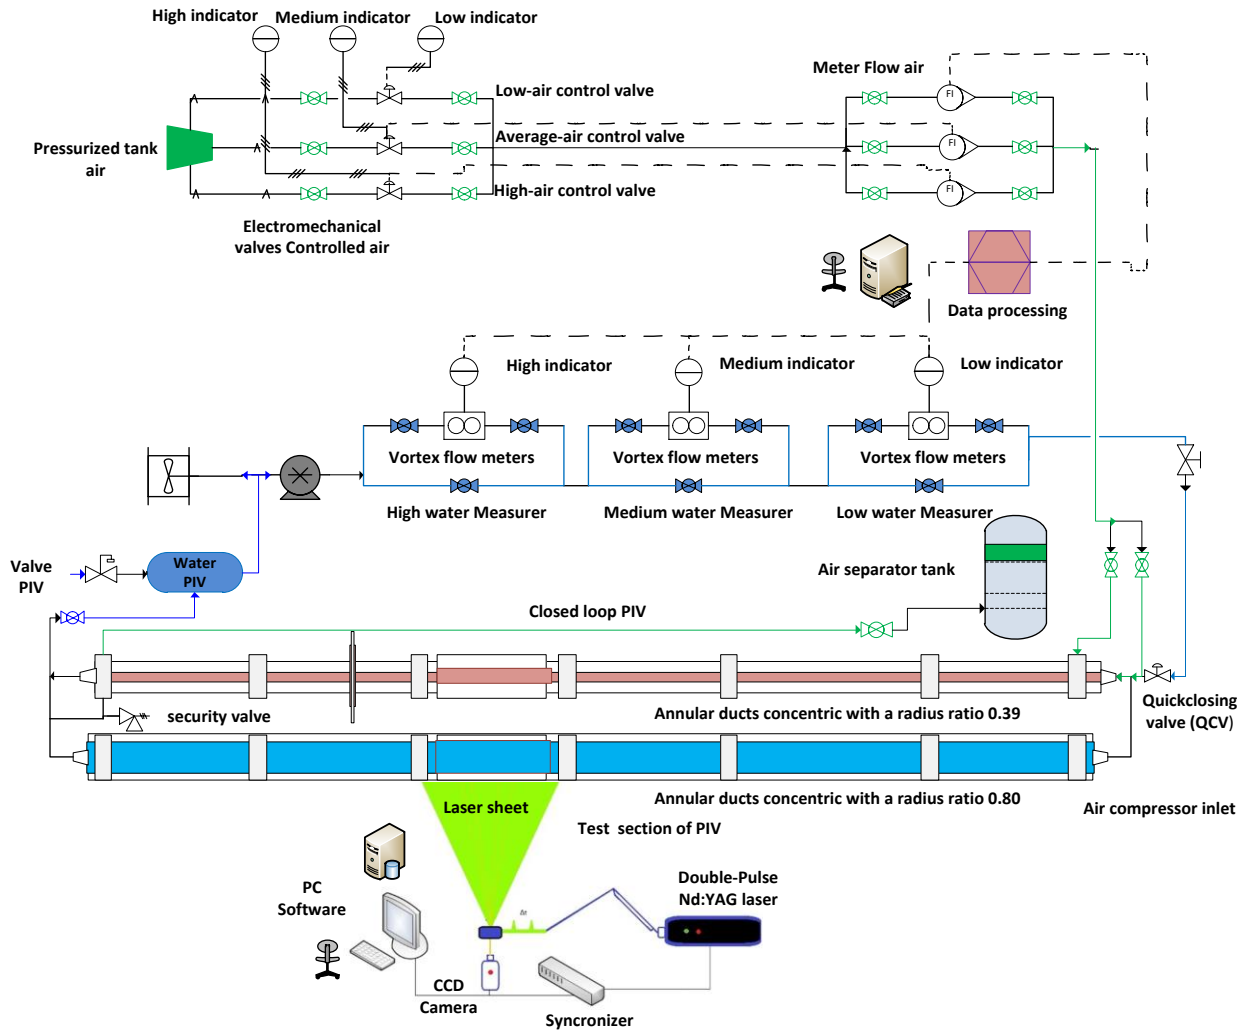 High indicator
Medium indicator
Low indicator
Low-air control valve
Meter Flow air
FI
Pressurized tank
air
Average-air control valve
FI
High-air control valve
FI
Electromechanical
valves Controlled air
Data processing
High indicator
Medium indicator
Low indicator
Vortex flow meters
Vortex flow meters
Vortex flow meters
High water Measurer
Medium water Measurer
Low water Measurer
Valve
PIV
Water
PIV
Air separator tank
Closed loop PIV
security valve
Annular ducts concentric with a radius ratio 0.39
Quickclosing
valve (QCV)
Laser sheet
Annular ducts concentric with a radius ratio 0.80
Air compressor inlet
Test section of PIV
PC
Software
Double-Pulse
Nd:YAG laser
CCD
Camera
Syncronizer